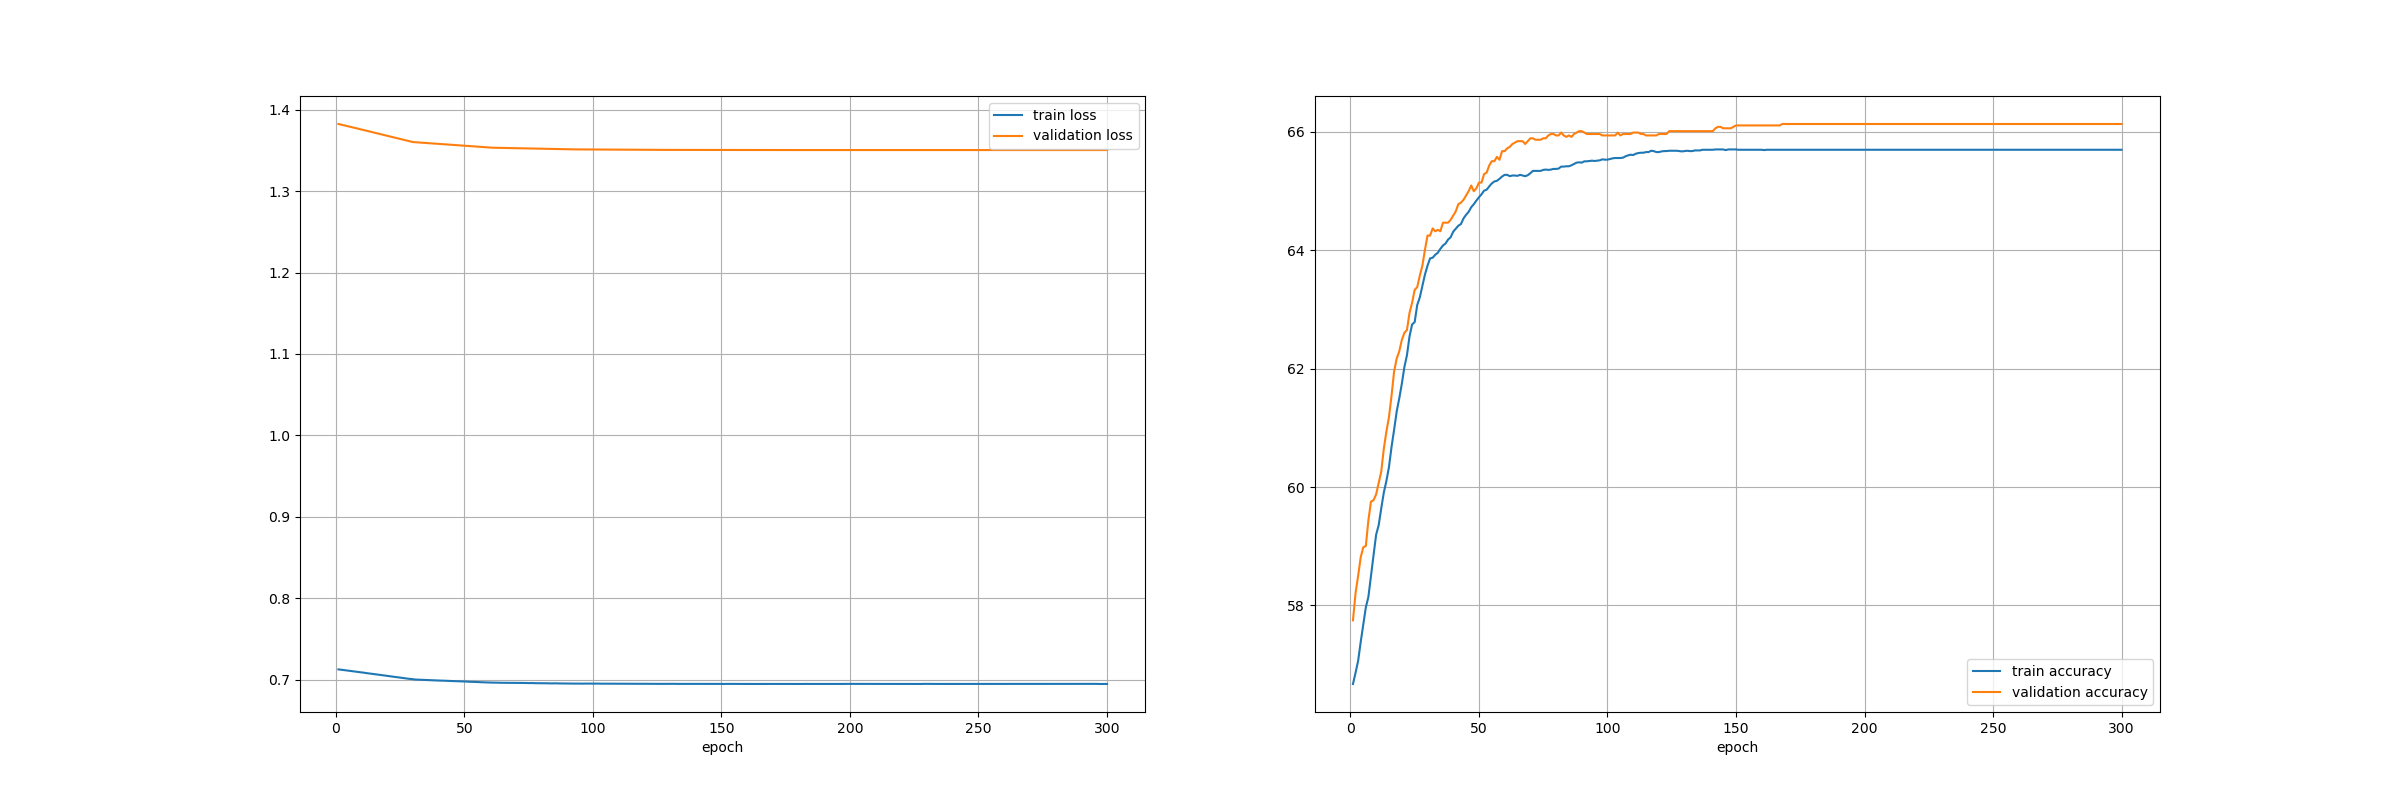 1.4
1.3
1.2
1.1
1.0
0.9
0.8
0.7
train loss
validation loss
0 50 100 150 200 250 300
epoch
66
64
62
60
58
train accuracy
validation accuracy
0 50 100 150 200 250 300
epoch